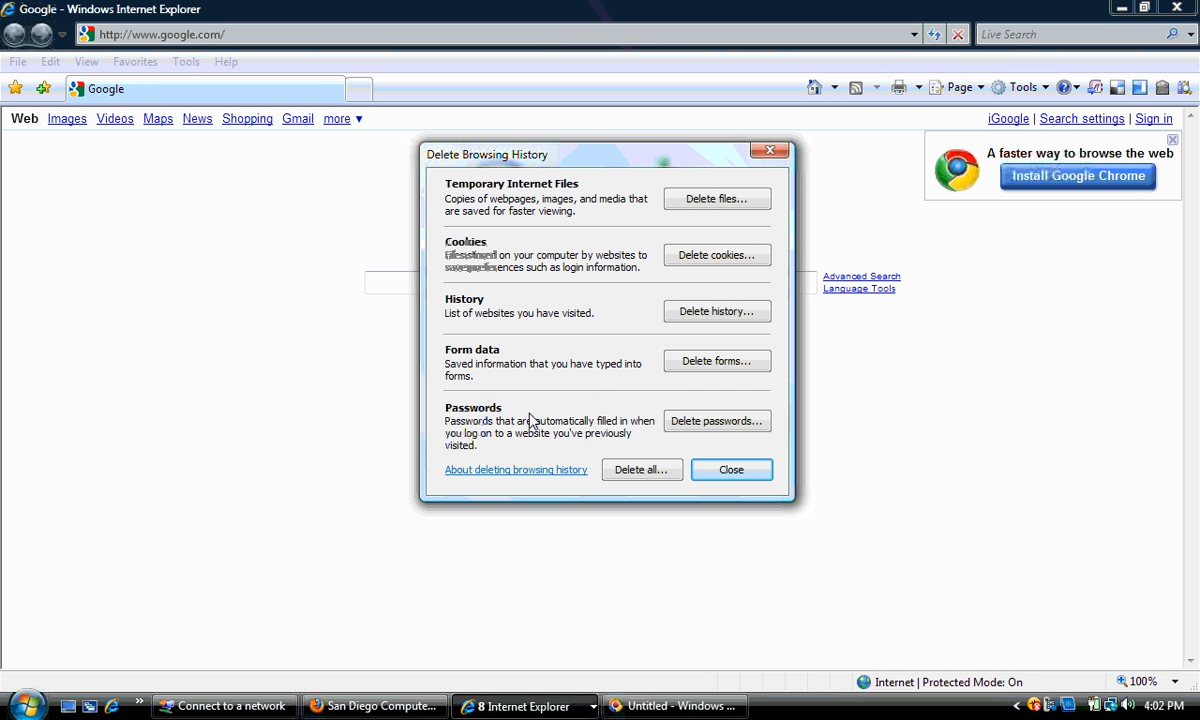 Google - Windows Internet Explorer
http://www.google.com/
Live Search
File Edit View Favorites Tools Help
Google
Page Tools
Web Images Videos Maps News Shopping Gmail more
iGoogle | Search settings | Sign in
A faster way to browse the web
Install Google Chrome
Advanced Search
Language Tools
Delete Browsing History
Temporary Internet Files
Copies of webpages, images, and media that
are saved for faster viewing.
Delete files...
Cookies
on your computer by websites to
ences such as login information.
Delete cookies...
History
List of websites you have visited.
Delete history...
Form data
Saved information that you have typed into
forms.
Delete forms...
Passwords
Passwords that are automatically filled in when
you log on to a website you've previously
visited.
Delete passwords...
About deleting browsing history
Delete all...
Close
Internet | Protected Mode: On
100%
Connect to a network
San Diego Compute...
8 Internet Explorer
Untitled - Windows ...
4:02 PM